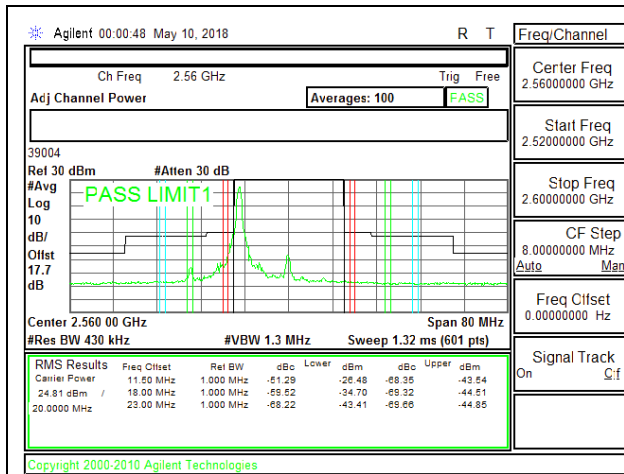 Agilent 00:00:48 May 10, 2018 R T
Freq/Channel
Ch Freq 2.56 GHz Trig Free
Adj Channel Power Averages: 100 PASS
Center Freq
2.56000000 GHz
Start Freq
2.52000000 GHz
Stop Freq
2.60000000 GHz
CF Step
8.00000000 MHz
Auto Man
Freq Offset
0.00000000 Hz
Signal Track
On Off
39004
Ref 30 dBm #Atten 30 dB
#Avg
Log
10
dB/
Offst
17.7
dB
PASS LIMIT1
Center 2.560 00 GHz Span 80 MHz
#Res BW 430 kHz #VBW 1.3 MHz Sweep 1.32 ms (601 pts)
RMS Results Freq Offset Ref BW dBc Lower dBm dBc Upper dBm
Carrier Power 11.50 MHz 1.000 MHz -51.29 -26.48 -68.35 -43.54
24.81 dBm / 18.00 MHz 1.000 MHz -59.52 -34.70 -69.32 -44.51
20.0000 MHz 23.00 MHz 1.000 MHz -68.22 -43.41 -69.66 -44.85
Copyright 2000-2010 Agilent Technologies